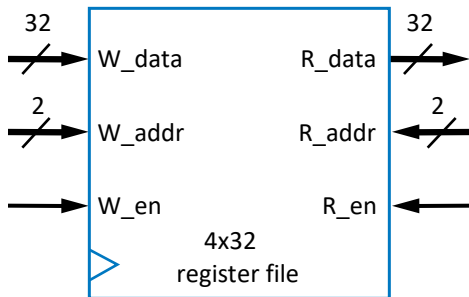 32 32
W_data R_data
2 2
W_addr R_addr
W_en R_en
4x32
register file